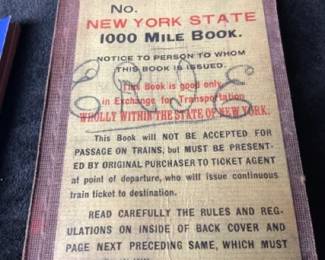 No.
NEW YORK STATE
1000 MILE BOOK.
NOTICE TO PERSON TO WHOM
THIS BOOK IS ISSUED.
This Book is good only
in Exchange for Transportation
WHOLLY WITHIN THE STATE OF NEW YORK.
This Book will NOT BE ACCEPTED FOR
PASSAGE ON TRAINS, but MUST BE PRESENT-
ED BY ORIGINAL PURCHASER TO TICKET AGENT
at point of departure, who will issue continuous
train ticket to destination.
READ CAREFULLY THE RULES AND REG-
ULATIONS ON INSIDE OF BACK COVER AND
PAGE NEXT PRECEDING SAME, WHICH MUST